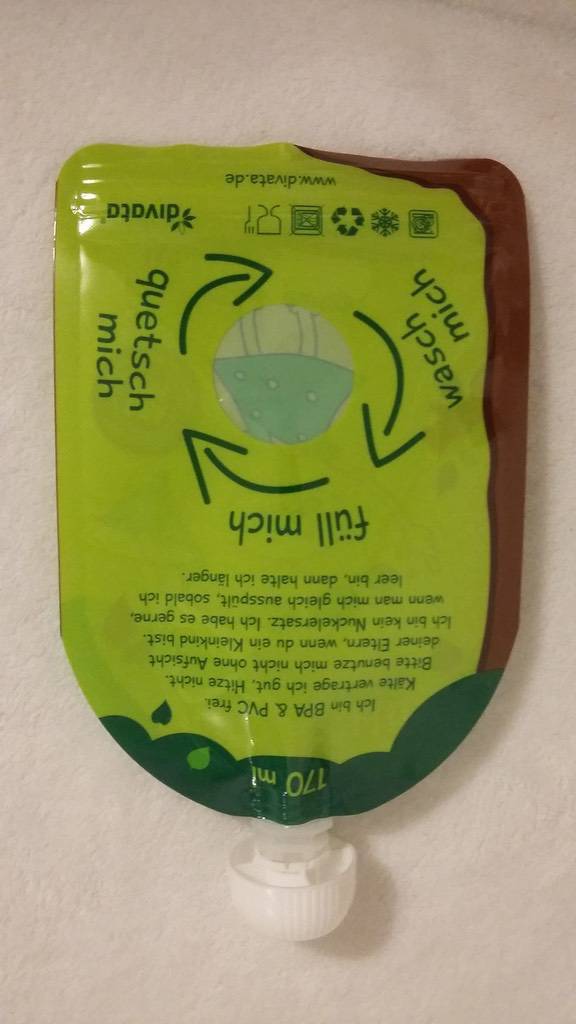 170 ml
Ich bin BPA & PVC frei.
Kälte vertrage ich gut, Hitze nicht.
Bitte benutze mich nicht ohne Aufsicht
deiner Eltern, wenn du ein Kleinkind bist.
Ich bin kein Nuckelersatz. Ich habe es gerne,
wenn man mich gleich ausspült, sobald ich
leer bin, dann halte ich länger.
füll mich
wasch
mich
quetsch
mich
divata
www.divata.de